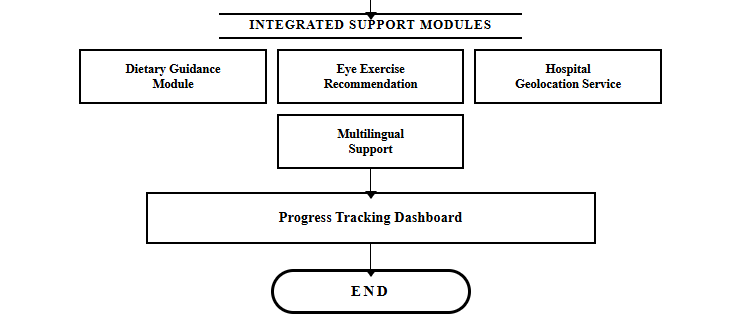 INTEGRATED SUPPORT MODULES
Dietary Guidance
Module
Eye Exercise
Recommendation
Hospital
Geolocation Service
Multilingual
Support
Progress Tracking Dashboard
END